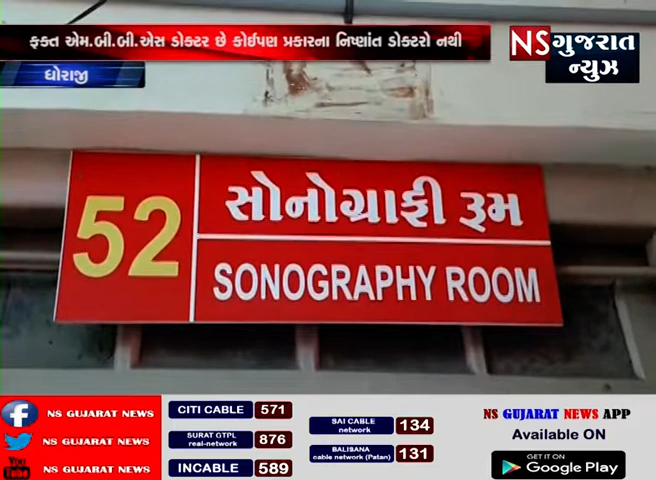 ફક્ત એમ.બી.બી.એસ ડોક્ટર છે કોઈપણ પ્રકારના નિષ્ણાંત ડોક્ટરો નથી
ધોરાજી
NS ગુજરાત
ન્યુઝ
52
સોનોગ્રાફી રૂમ
SONOGRAPHY ROOM
NS GUJARAT NEWS
NS GUJARAT NEWS
You Tube NS GUJARAT NEWS
CITI CABLE 571
SURAT GTPL
real-network 876
INCABLE 589
SAI CABLE
network 134
BALISANA
cable network (Patan) 131
NS GUJARAT NEWS APP
Available ON
GET IT ON
Google Play